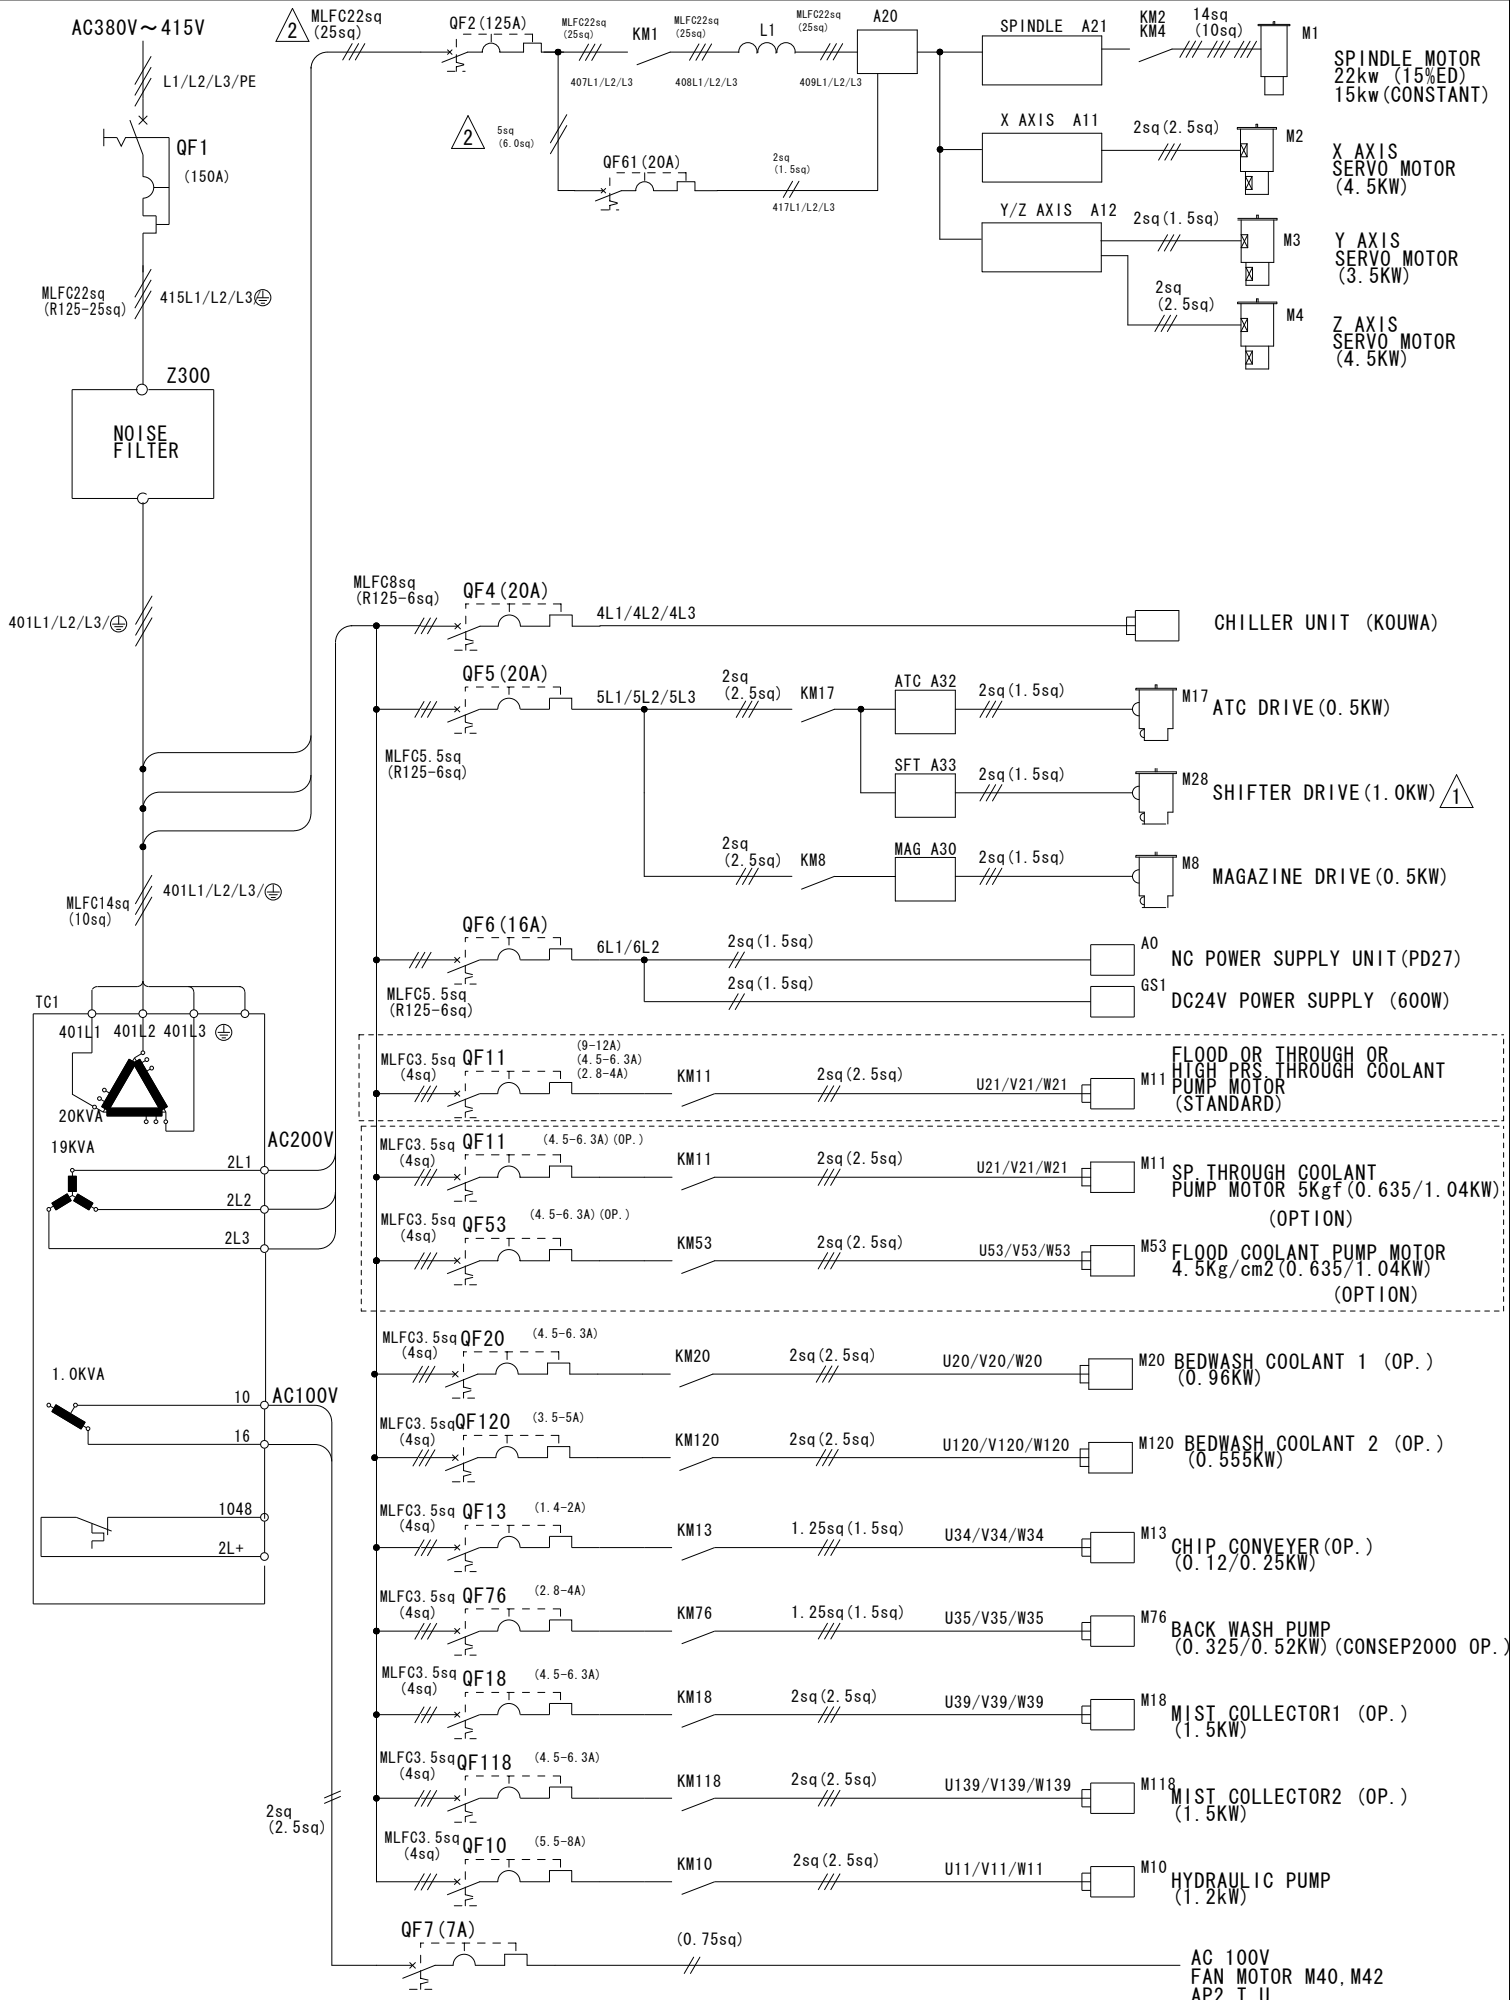 AC380V～415V
L1/L2/L3/PE
QF1
(150A)
MLFC22sq
(R125-25sq)
415L1/L2/L3/
Z300
NOISE
FILTER
401L1/L2/L3/
MLFC14sq
(10sq)
401L1/L2/L3/
TC1
401L1 401L2 401L3
20KVA
19KVA
AC200V
2L1
2L2
2L3
1.0KVA
10 AC100V
16
1048
2L+
2sq
(2.5sq)
2
MLFC22sq
(25sq)
QF2(125A)
MLFC22sq
(25sq)
407L1/L2/L3
KM1
MLFC22sq
(25sq)
408L1/L2/L3
L1
MLFC22sq
(25sq)
409L1/L2/L3
A20
2
5sq
(6.0sq)
QF61(20A)
2sq
(1.5sq)
417L1/L2/L3
SPINDLE A21
KM2
KM4
14sq
(10sq)
M1
SPINDLE MOTOR
22kw (15%ED)
15kw(CONSTANT)
X AXIS A11
2sq(2.5sq)
M2
X AXIS
SERVO MOTOR
(4.5KW)
Y/Z AXIS A12
2sq(1.5sq)
M3
Y AXIS
SERVO MOTOR
(3.5KW)
2sq
(2.5sq)
M4
Z AXIS
SERVO MOTOR
(4.5KW)
MLFC8sq
(R125-6sq)
QF4(20A)
4L1/4L2/4L3
CHILLER UNIT (KOUWA)
QF5(20A)
5L1/5L2/5L3
MLFC5.5sq
(R125-6sq)
2sq
(2.5sq)
KM17
ATC A32
2sq(1.5sq)
M17
ATC DRIVE(0.5KW)
SFT A33
2sq(1.5sq)
M28
SHIFTER DRIVE(1.0KW)
1
2sq
(2.5sq)
KM8
MAG A30
2sq(1.5sq)
M8
MAGAZINE DRIVE(0.5KW)
QF6(16A)
6L1/6L2
MLFC5.5sq
(R125-6sq)
2sq(1.5sq)
A0
NC POWER SUPPLY UNIT(PD27)
2sq(1.5sq)
GS1
DC24V POWER SUPPLY (600W)
MLFC3.5sq
(4sq)
QF11
(9-12A)
(4.5-6.3A)
(2.8-4A)
KM11
2sq(2.5sq)
U21/V21/W21
M11
FLOOD OR THROUGH OR
HIGH PRS.THROUGH COOLANT
PUMP MOTOR
(STANDARD)
MLFC3.5sq
(4sq)
QF11
(4.5-6.3A)(OP.)
KM11
2sq(2.5sq)
U21/V21/W21
M11
SP.THROUGH COOLANT
PUMP MOTOR 5Kgf(0.635/1.04KW)
(OPTION)
MLFC3.5sq
(4sq)
QF53
(4.5-6.3A)(OP.)
KM53
2sq(2.5sq)
U53/V53/W53
M53
FLOOD COOLANT PUMP MOTOR
4.5Kg/cm2(0.635/1.04KW)
(OPTION)
MLFC3.5sq
(4sq)
QF20
(4.5-6.3A)
KM20
2sq(2.5sq)
U20/V20/W20
M20
BEDWASH COOLANT 1 (OP.)
(0.96KW)
MLFC3.5sq
(4sq)
QF120
(3.5-5A)
KM120
2sq(2.5sq)
U120/V120/W120
M120
BEDWASH COOLANT 2 (OP.)
(0.555KW)
MLFC3.5sq
(4sq)
QF13
(1.4-2A)
KM13
1.25sq(1.5sq)
U34/V34/W34
M13
CHIP CONVEYER(OP.)
(0.12/0.25KW)
MLFC3.5sq
(4sq)
QF76
(2.8-4A)
KM76
1.25sq(1.5sq)
U35/V35/W35
M76
BACK WASH PUMP
(0.325/0.52KW)(CONSEP2000 OP.)
MLFC3.5sq
(4sq)
QF18
(4.5-6.3A)
KM18
2sq(2.5sq)
U39/V39/W39
M18
MIST COLLECTOR1 (OP.)
(1.5KW)
MLFC3.5sq
(4sq)
QF118
(4.5-6.3A)
KM118
2sq(2.5sq)
U139/V139/W139
M118
MIST COLLECTOR2 (OP.)
(1.5KW)
MLFC3.5sq
(4sq)
QF10
(5.5-8A)
KM10
2sq(2.5sq)
U11/V11/W11
M10
HYDRAULIC PUMP
(1.2kW)
QF7(7A)
(0.75sq)
AC 100V
FAN MOTOR M40,M42
AP2 T.U